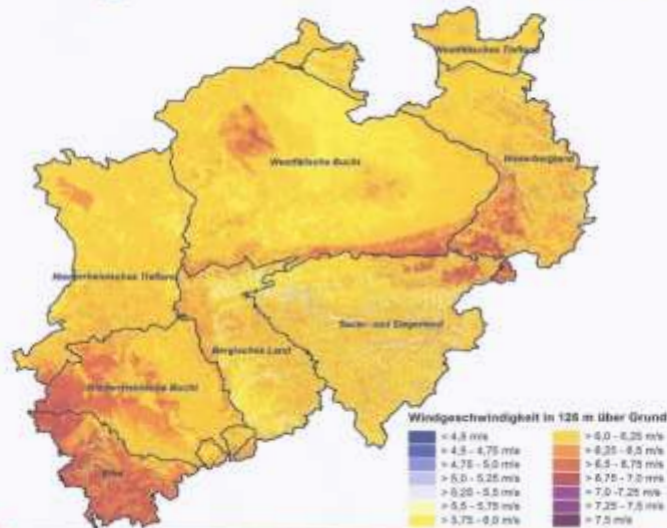 Westfälisches Tiefland
Westfälische Bucht
Weserbergland
Niederrheinisches Tiefland
Sauer- und Siegerland
Bergisches Land
Niederrheinische Bucht
Eifel
Windgeschwindigkeit in 125 m über Grund
< 4,5 m/s
> 4,5 - 4,75 m/s
> 4,75 - 5,0 m/s
> 5,0 - 5,25 m/s
> 5,25 - 5,5 m/s
> 5,5 - 5,75 m/s
> 5,75 - 6,0 m/s
> 6,0 - 6,25 m/s
> 6,25 - 6,5 m/s
> 6,5 - 6,75 m/s
> 6,75 - 7,0 m/s
> 7,0 - 7,25 m/s
> 7,25 - 7,5 m/s
> 7,5 m/s